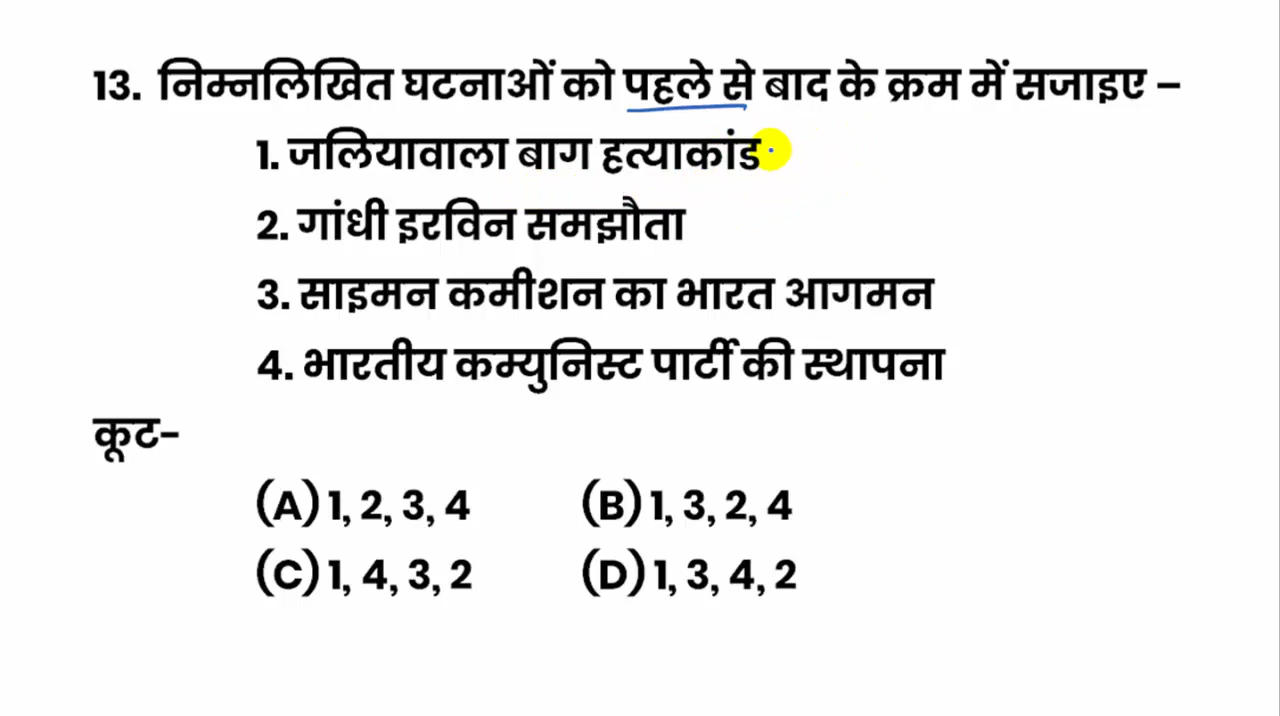 13. निम्नलिखित घटनाओं को पहले से बाद के क्रम में सजाइए –
1. जलियावाला बाग हत्याकांड
2. गांधी इरविन समझौता
3. साइमन कमीशन का भारत आगमन
4. भारतीय कम्युनिस्ट पार्टी की स्थापना
कूट-
(A) 1, 2, 3, 4 (B) 1, 3, 2, 4
(C) 1, 4, 3, 2 (D) 1, 3, 4, 2